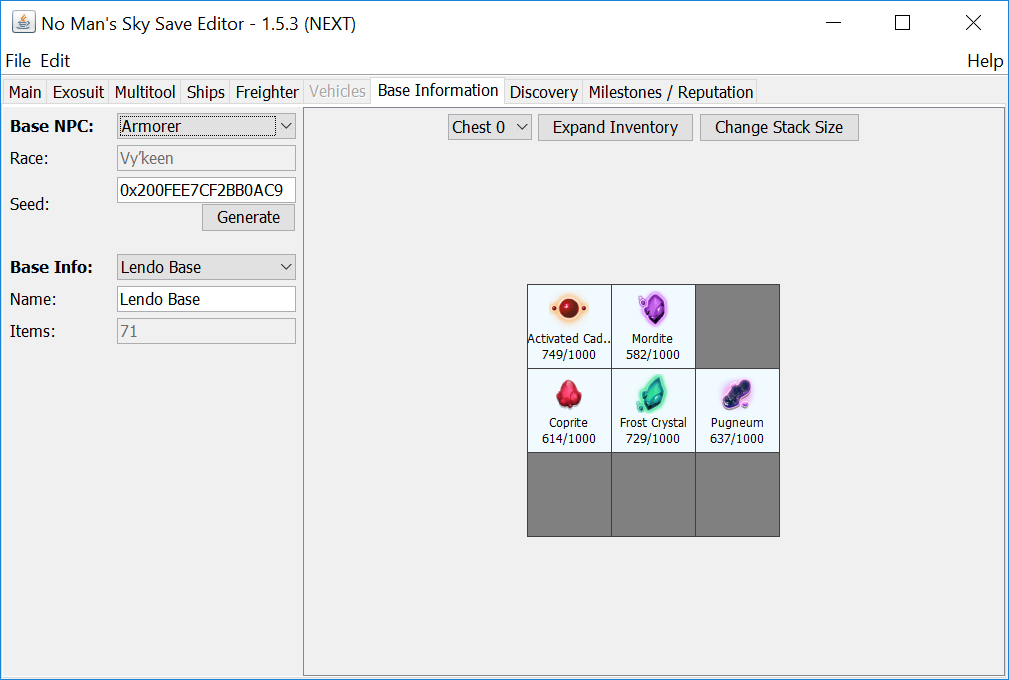 No Man's Sky Save Editor - 1.5.3 (NEXT)
File Edit Help
Main Exosuit Multitool Ships Freighter Vehicles Base Information Discovery Milestones / Reputation
Base NPC: Armorer
Race: Vy'keen
Seed: 0x200FEE7CF2BB0AC9
Generate
Base Info: Lendo Base
Name: Lendo Base
Items: 71
Chest 0 Expand Inventory Change Stack Size
Activated Cad.. Mordite
749/1000 582/1000
Coprite Frost Crystal Pugneum
614/1000 729/1000 637/1000